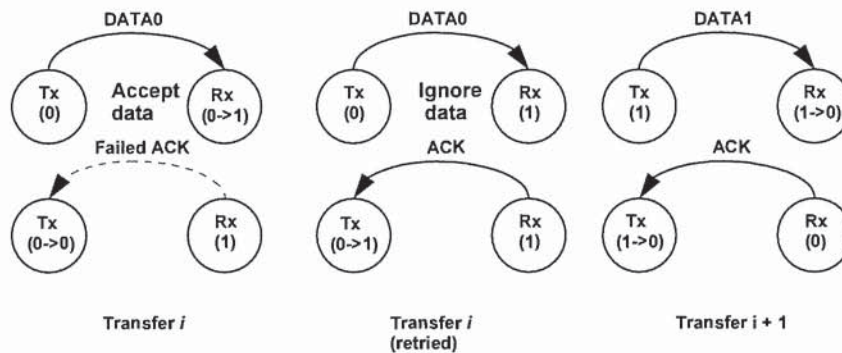 DATA0 DATA0 DATA1
Tx (0) Accept data Rx (0->1)
Tx (0) Ignore data Rx (1)
Tx (1) Rx (1->0)
Failed ACK ACK ACK
Tx (0->0) Rx (1)
Tx (0->1) Rx (1)
Tx (1->0) Rx (0)
Transfer i Transfer i (retried) Transfer i + 1